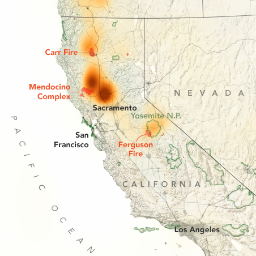 Carr Fire
Mendocino
Complex
NEVADA
Sacramento
Yosemite N.P.
San
Francisco
Ferguson
Fire
CALIFORNIA
PACIFIC OCEAN
Los Angeles